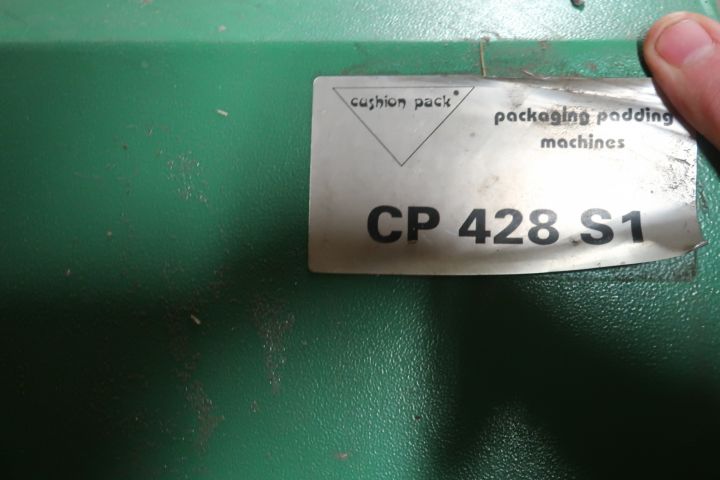 cushion pack®
packaging padding
machines
CP 428 S1